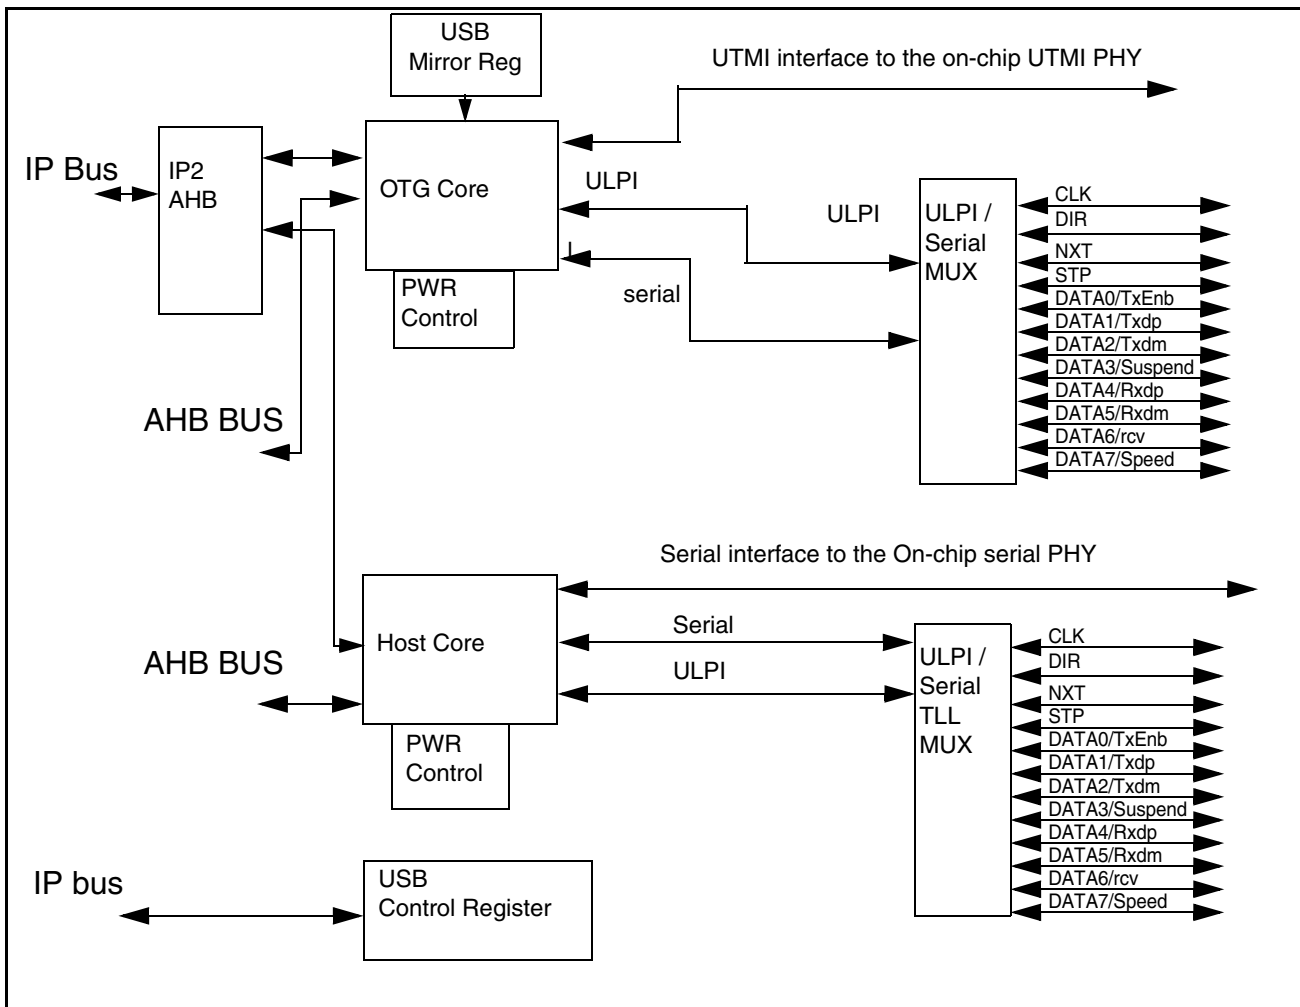 USB
Mirror Reg
UTMI interface to the on-chip UTMI PHY
IP Bus
IP2
AHB
OTG Core
ULPI
ULPI
ULPI /
Serial
MUX
serial
PWR
Control
CLK
DIR
NXT
STP
DATA0/TxEnb
DATA1/Txdp
DATA2/Txdm
DATA3/Suspend
DATA4/Rxdp
DATA5/Rxdm
DATA6/rcv
DATA7/Speed
AHB BUS
Serial interface to the On-chip serial PHY
Host Core
Serial
ULPI
AHB BUS
PWR
Control
ULPI /
Serial
TLL
MUX
CLK
DIR
NXT
STP
DATA0/TxEnb
DATA1/Txdp
DATA2/Txdm
DATA3/Suspend
DATA4/Rxdp
DATA5/Rxdm
DATA6/rcv
DATA7/Speed
IP bus
USB
Control Register